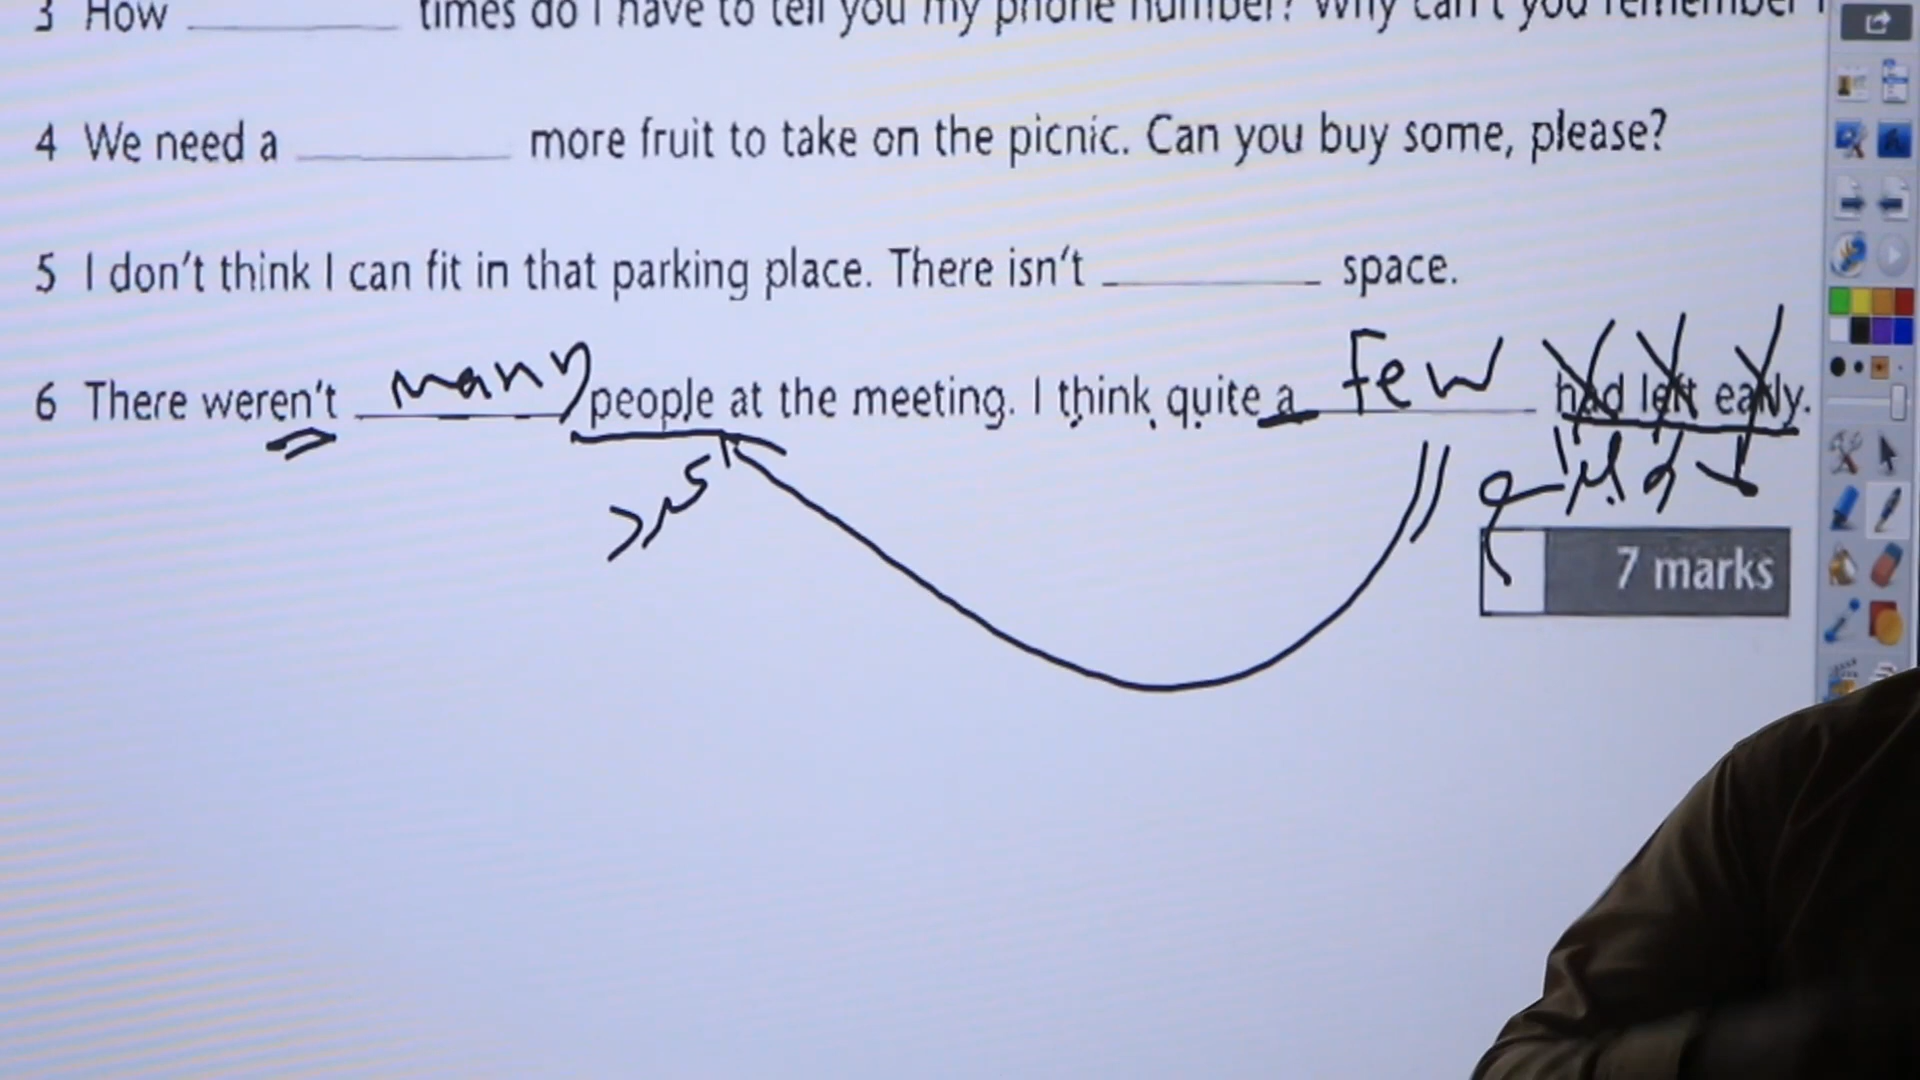 3 How ________ times do I have to tell you my phone number? Why can't you remember
4 We need a ________ more fruit to take on the picnic. Can you buy some, please?
5 I don't think I can fit in that parking place. There isn't ________ space.
6 There weren't many people at the meeting. I think quite a few had left early.
7 marks